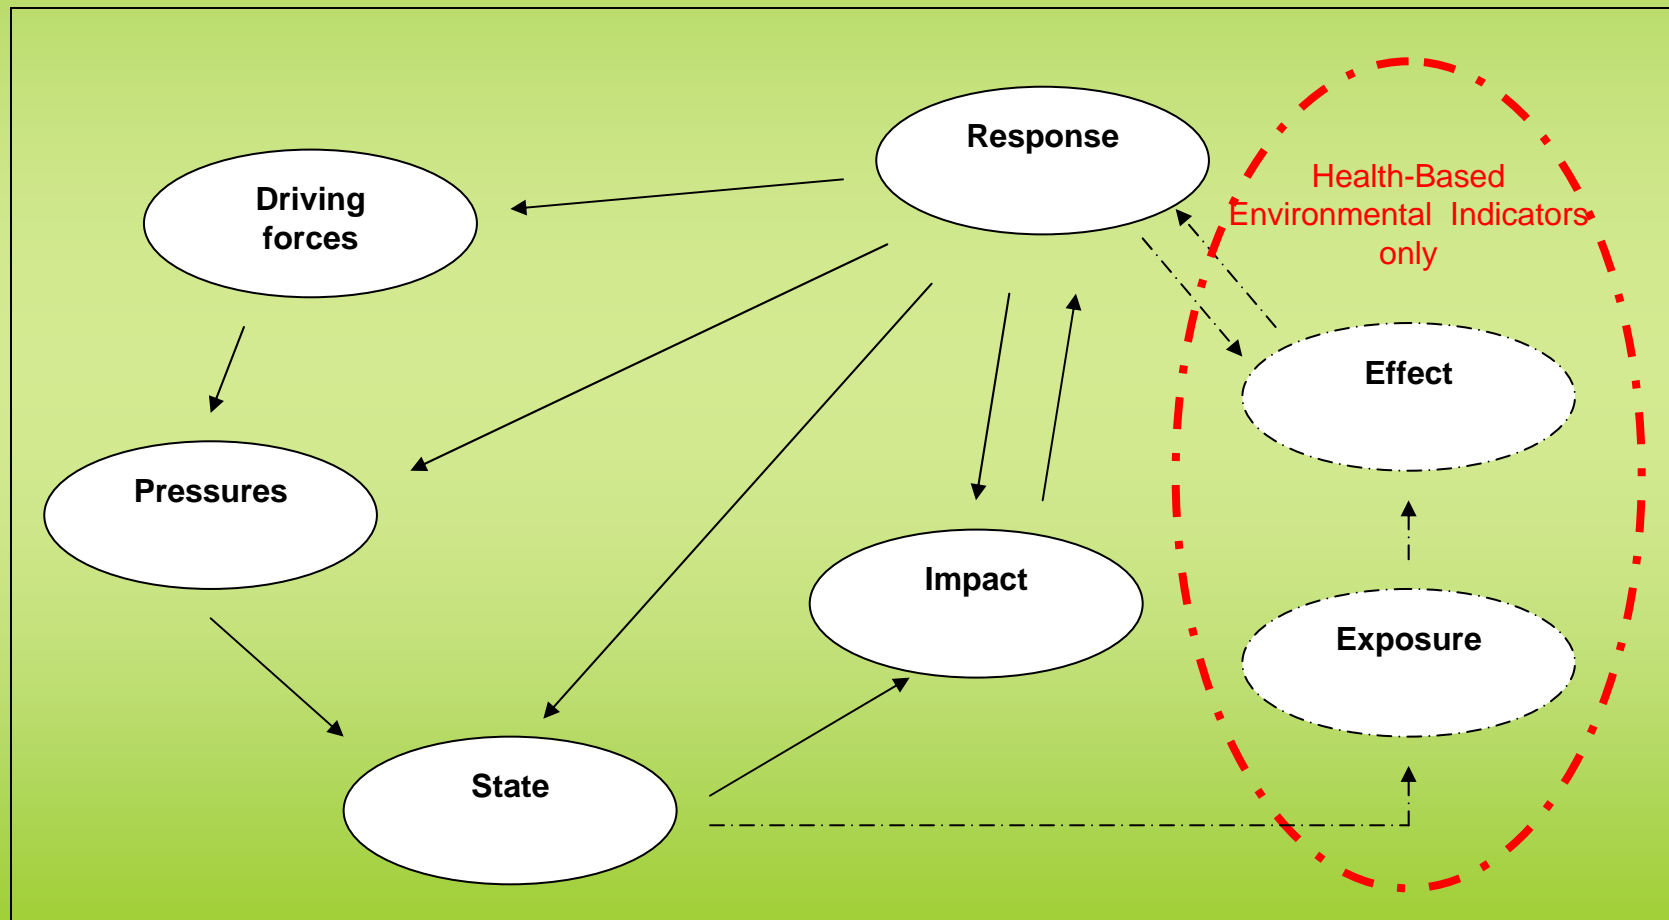 Response
Health-Based
Environmental Indicators
only
Driving
forces
Effect
Pressures
Impact
Exposure
State